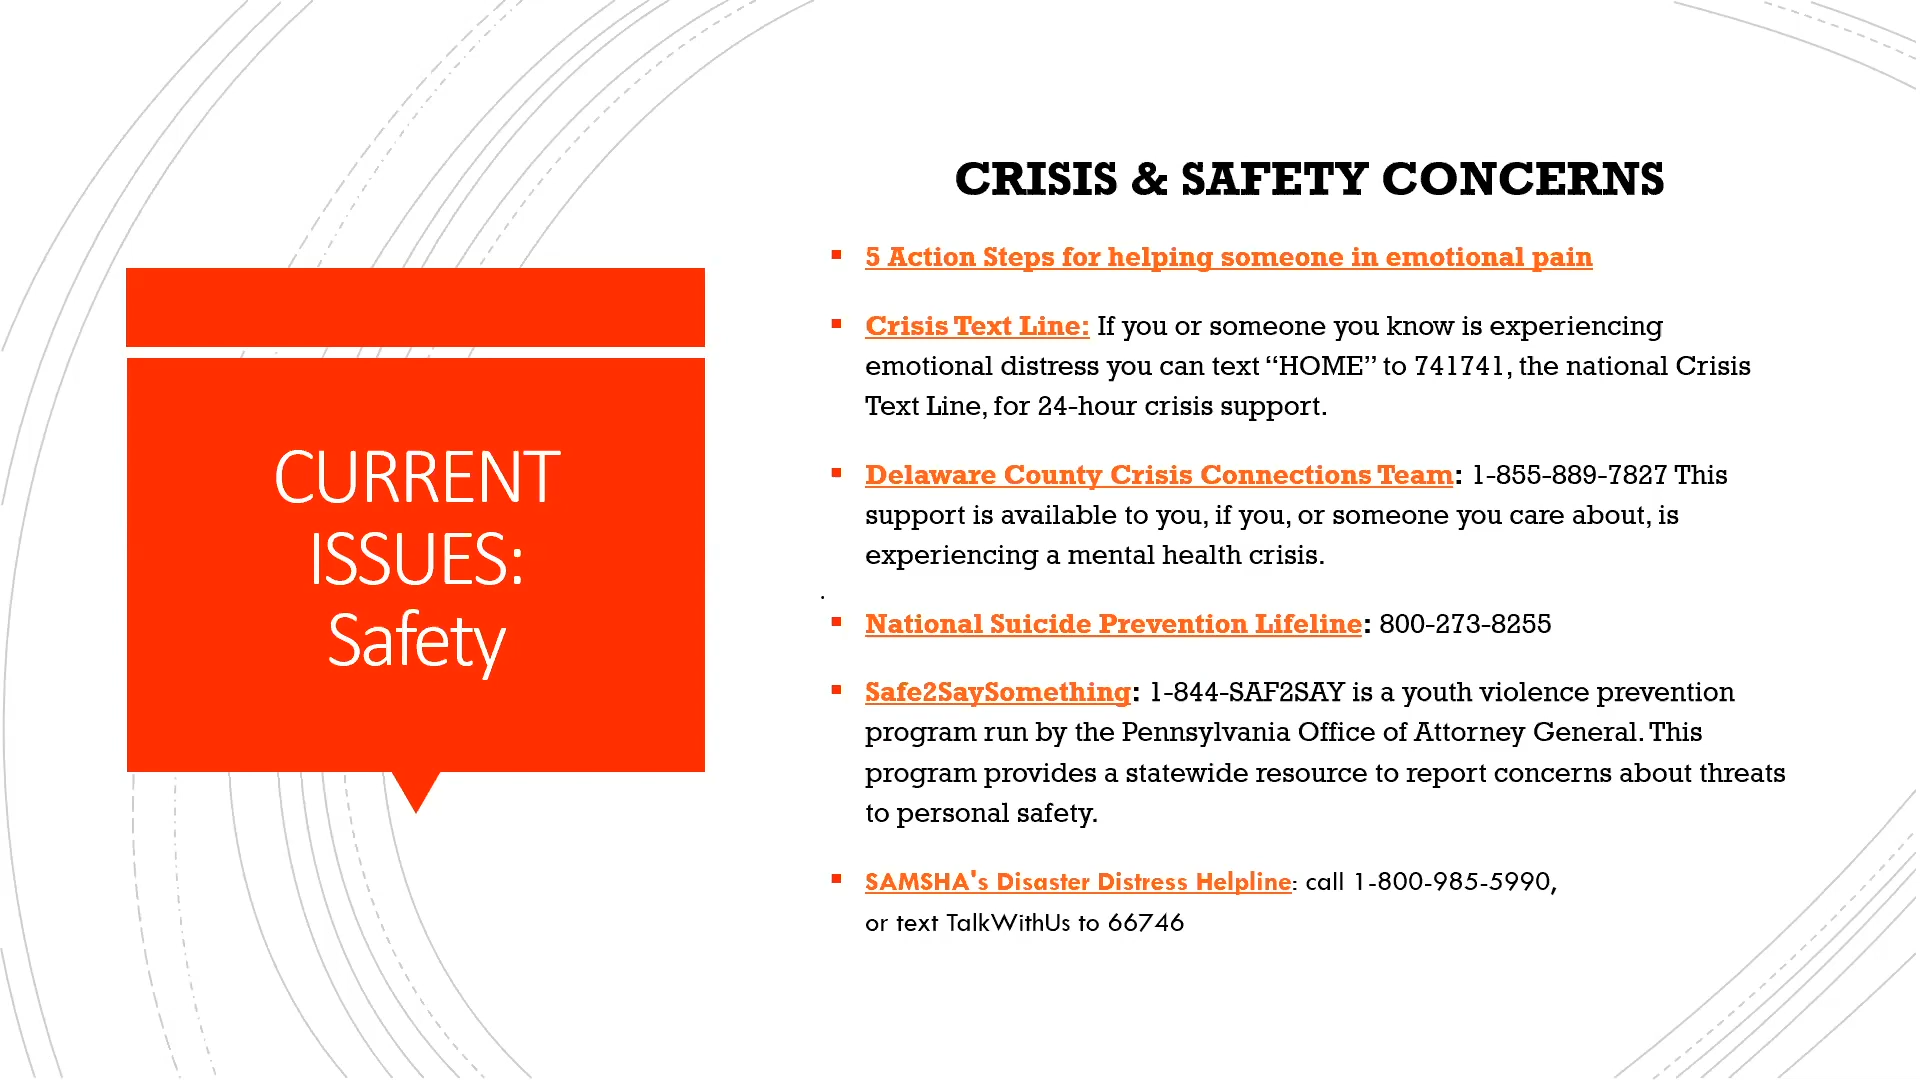 CURRENT
ISSUES:
Safety
CRISIS & SAFETY CONCERNS
▪ 5 Action Steps for helping someone in emotional pain
▪ Crisis Text Line: If you or someone you know is experiencing
emotional distress you can text “HOME” to 741741, the national Crisis
Text Line, for 24-hour crisis support.
▪ Delaware County Crisis Connections Team: 1-855-889-7827 This
support is available to you, if you, or someone you care about, is
experiencing a mental health crisis.
.
▪ National Suicide Prevention Lifeline: 800-273-8255
▪ Safe2SaySomething: 1-844-SAF2SAY is a youth violence prevention
program run by the Pennsylvania Office of Attorney General. This
program provides a statewide resource to report concerns about threats
to personal safety.
▪ SAMSHA's Disaster Distress Helpline: call 1-800-985-5990,
or text TalkWithUs to 66746